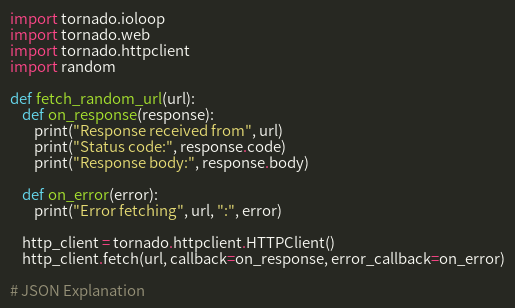 import tornado.ioloop
import tornado.web
import tornado.httpclient
import random

def fetch_random_url(url):
   def on_response(response):
      print("Response received from", url)
      print("Status code:", response.code)
      print("Response body:", response.body)

   def on_error(error):
      print("Error fetching", url, ":", error)

   http_client = tornado.httpclient.HTTPClient()
   http_client.fetch(url, callback=on_response, error_callback=on_error)

# JSON Explanation